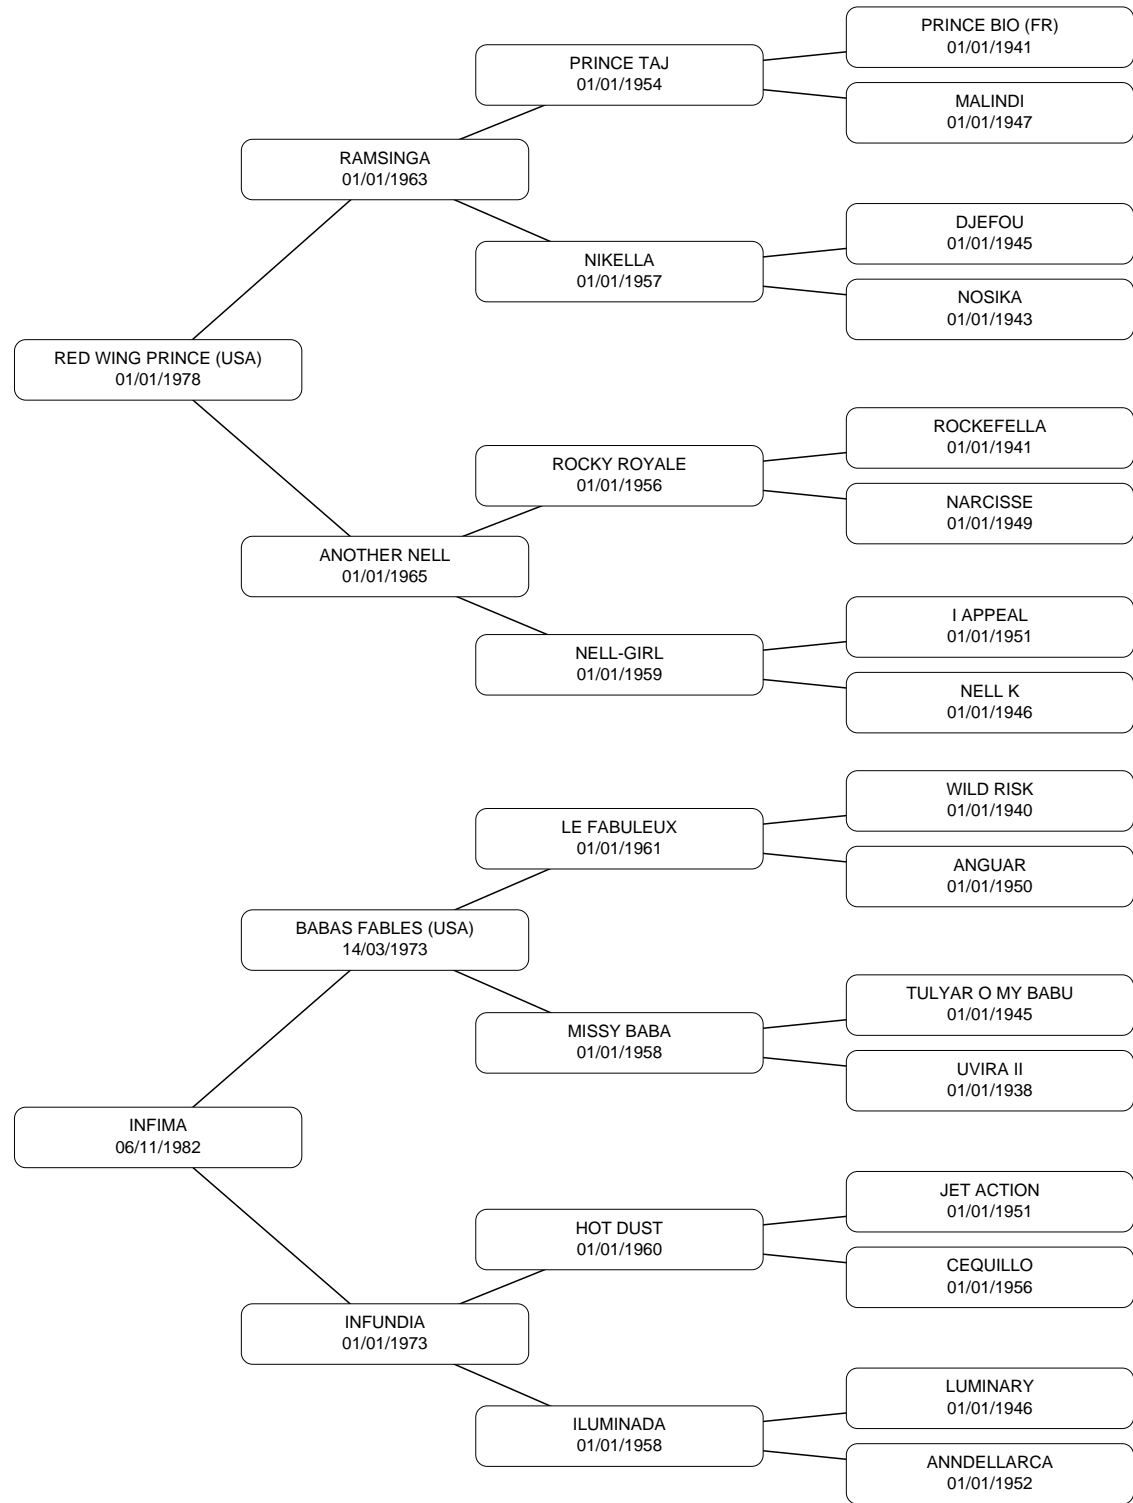 PRINCE BIO (FR)
01/01/1941
PRINCE TAJ
01/01/1954
MALINDI
01/01/1947
RAMSINGA
01/01/1963
DJEFOU
01/01/1945
NIKELLA
01/01/1957
NOSIKA
01/01/1943
RED WING PRINCE (USA)
01/01/1978
ROCKEFELLA
01/01/1941
ROCKY ROYALE
01/01/1956
NARCISSE
01/01/1949
ANOTHER NELL
01/01/1965
I APPEAL
01/01/1951
NELL-GIRL
01/01/1959
NELL K
01/01/1946
WILD RISK
01/01/1940
LE FABULEUX
01/01/1961
ANGUAR
01/01/1950
BABAS FABLES (USA)
14/03/1973
TULYAR O MY BABU
01/01/1945
MISSY BABA
01/01/1958
UVIRA II
01/01/1938
INFIMA
06/11/1982
JET ACTION
01/01/1951
HOT DUST
01/01/1960
CEQUILLO
01/01/1956
INFUNDIA
01/01/1973
LUMINARY
01/01/1946
ILUMINADA
01/01/1958
ANNDELLARCA
01/01/1952